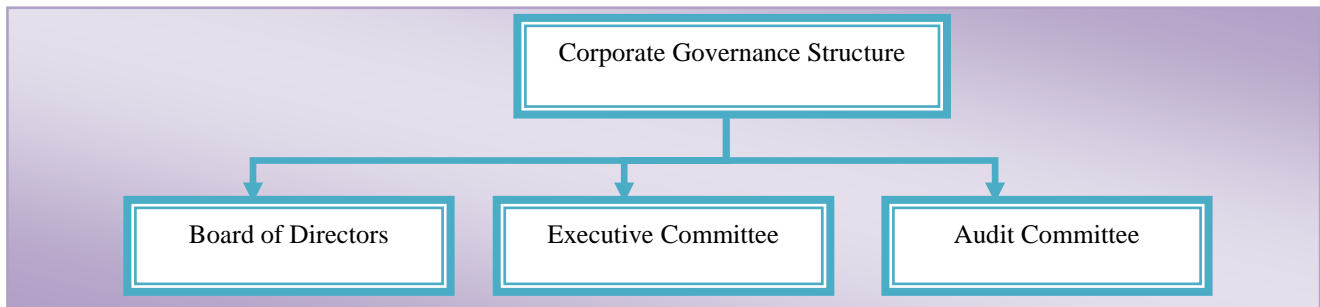 Corporate Governance Structure
Board of Directors
Executive Committee
Audit Committee